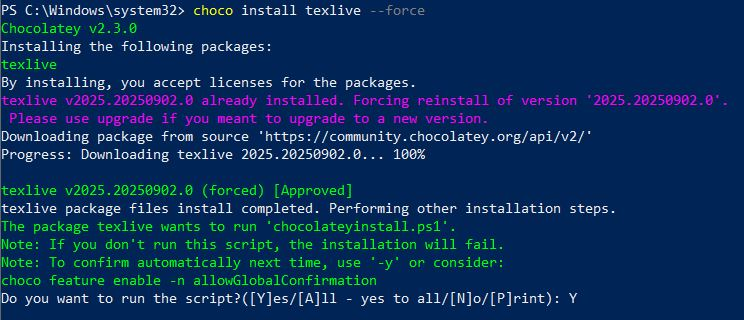 PS C:\Windows\system32> choco install texlive --force
Chocolatey v2.3.0
Installing the following packages:
texlive
By installing, you accept licenses for the packages.
texlive v2025.20250902.0 already installed. Forcing reinstall of version '2025.20250902.0'.
 Please use upgrade if you meant to upgrade to a new version.
Downloading package from source 'https://community.chocolatey.org/api/v2/'
Progress: Downloading texlive 2025.20250902.0... 100%

texlive v2025.20250902.0 (forced) [Approved]
texlive package files install completed. Performing other installation steps.
The package texlive wants to run 'chocolateyinstall.ps1'.
Note: If you don't run this script, the installation will fail.
Note: To confirm automatically next time, use '-y' or consider:
choco feature enable -n allowGlobalConfirmation
Do you want to run the script?([Y]es/[A]ll - yes to all/[N]o/[P]rint): Y